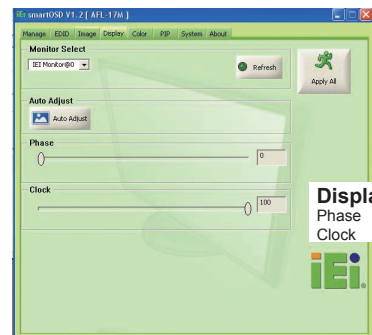 iEi smartOSD V1.2 [ AFL-17M ]
Manage EDID Image Display Color PIP System About
Monitor Select
IEI Monitor@0
Refresh
Apply All
Auto Adjust
Auto Adjust
Phase
0
Clock
100
Displa
Phase
Clock
iEi